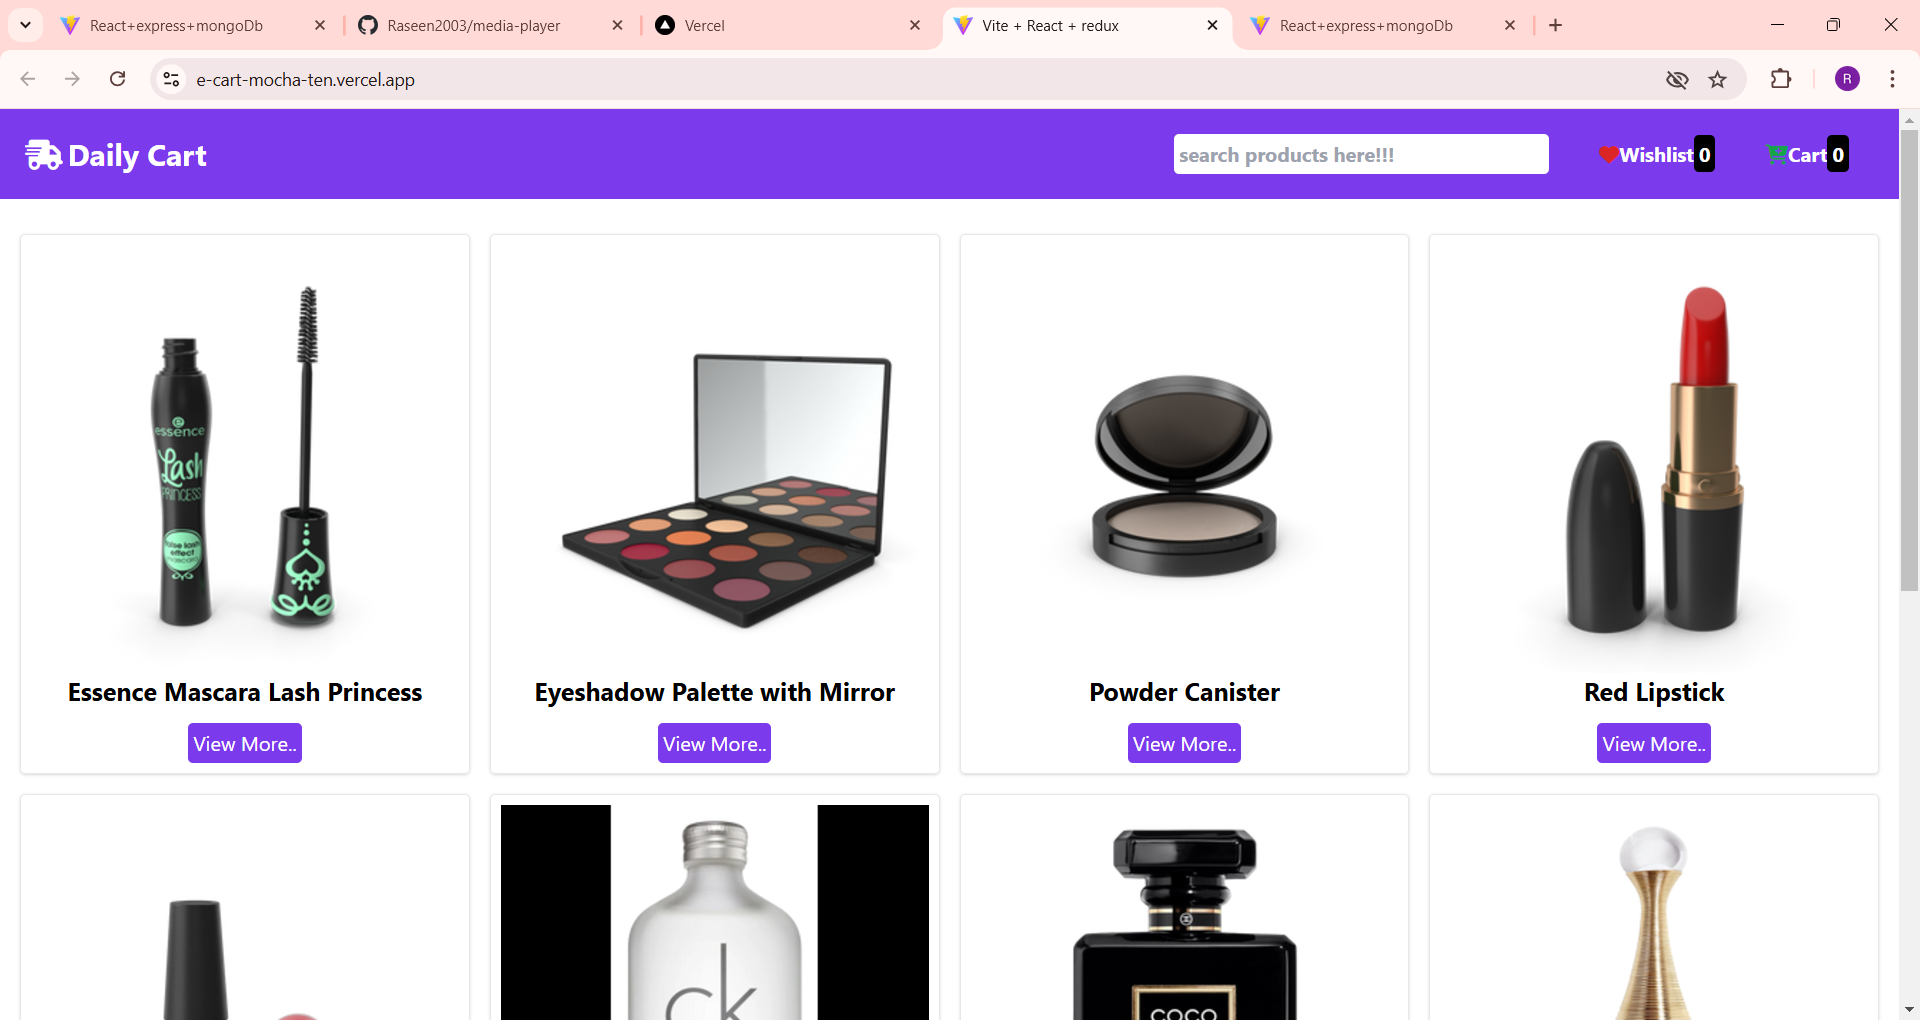 React+express+mongoDb
Raseen2003/media-player
Vercel
Vite + React + redux
React+express+mongoDb
e-cart-mocha-ten.vercel.app
R
Daily Cart
search products here!!!
Wishlist 0
Cart 0
essence
Lash
PRINCESS
false lash
effect
mascara
Essence Mascara Lash Princess
Eyeshadow Palette with Mirror
Powder Canister
Red Lipstick
View More..
View More..
View More..
View More..
ck
COCO